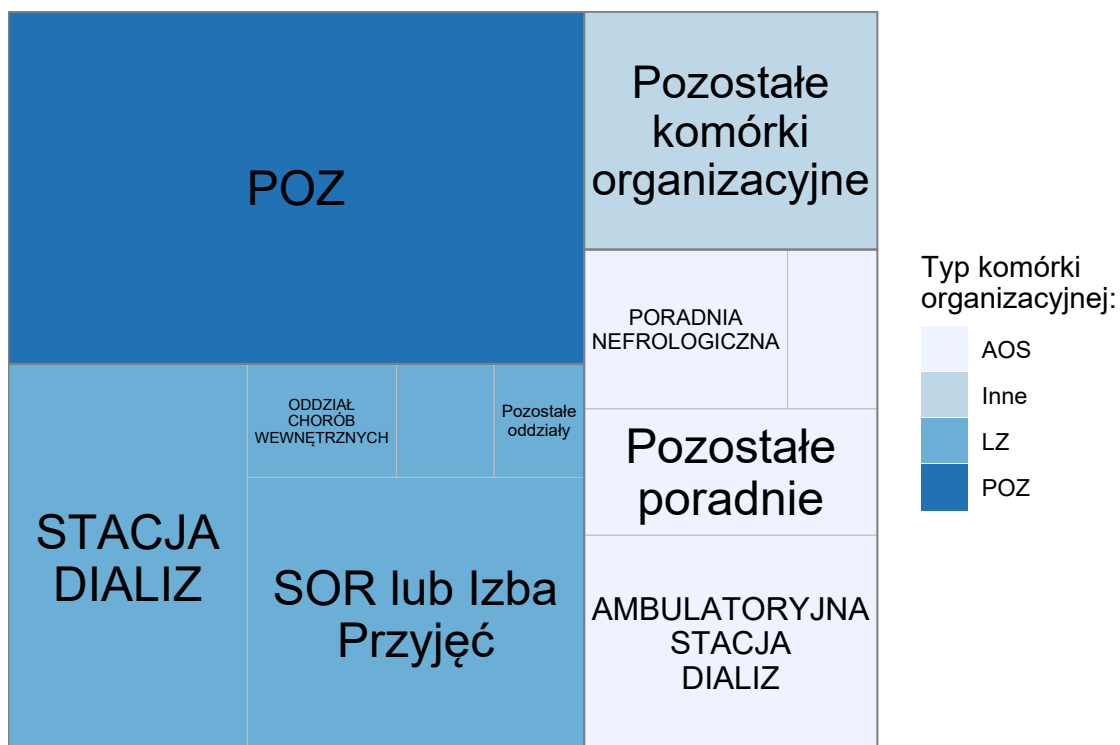 POZ
Pozostałe
komórki
organizacyjne
PORADNIA
NEFROLOGICZNA
ODDZIAŁ
CHORÓB
WEWNĘTRZNYCH
Pozostałe
oddziały
Pozostałe
poradnie
STACJA
DIALIZ
SOR lub Izba
Przyjęć
AMBULATORYJNA
STACJA
DIALIZ
Typ komórki
organizacyjnej:
AOS
Inne
LZ
POZ